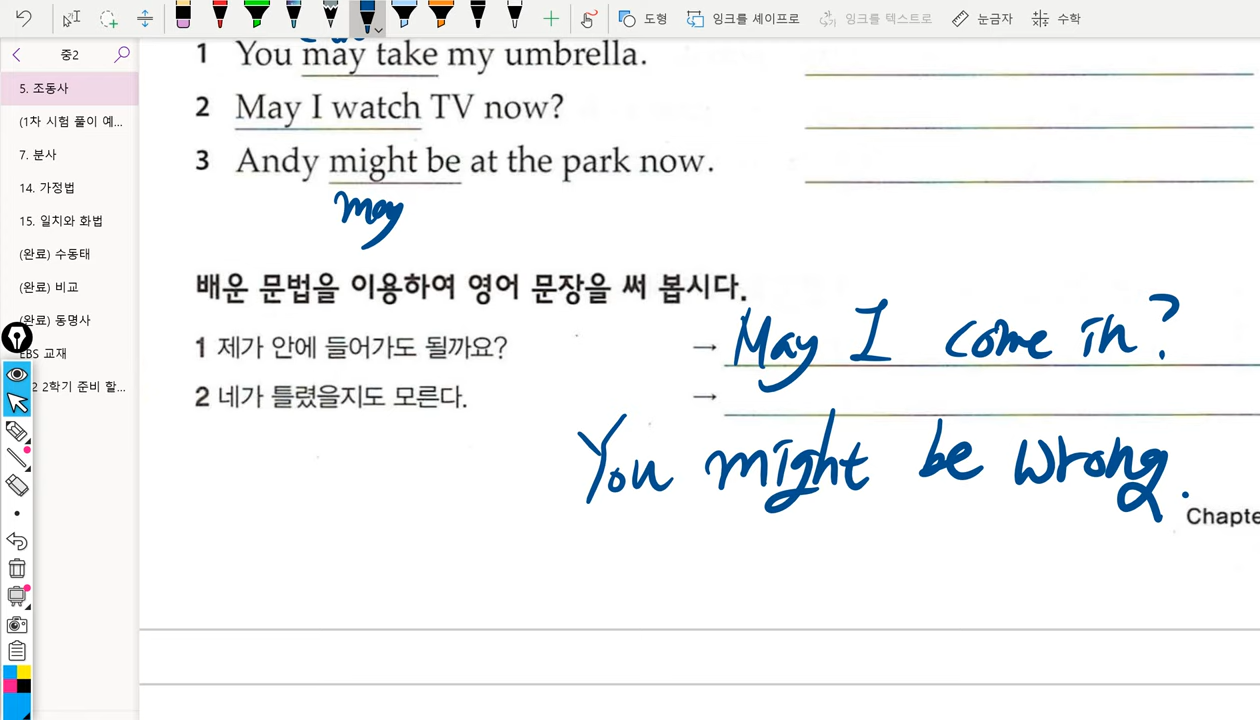 도형
잉크를 셰이프로
잉크를 텍스트로
눈금자
수학
중2
5. 조동사
(1차 시험 풀이 예...
7. 분사
14. 가정법
15. 일치와 화법
(완료) 수동태
(완료) 비교
(완료) 동명사
EBS 교재
2 2학기 준비 할...
1 You may take my umbrella.
2 May I watch TV now?
3 Andy might be at the park now.
may
배운 문법을 이용하여 영어 문장을 써 봅시다.
1 제가 안에 들어가도 될까요? → May I come in?
2 네가 틀렸을지도 모른다. →
You might be wrong.
Chapte